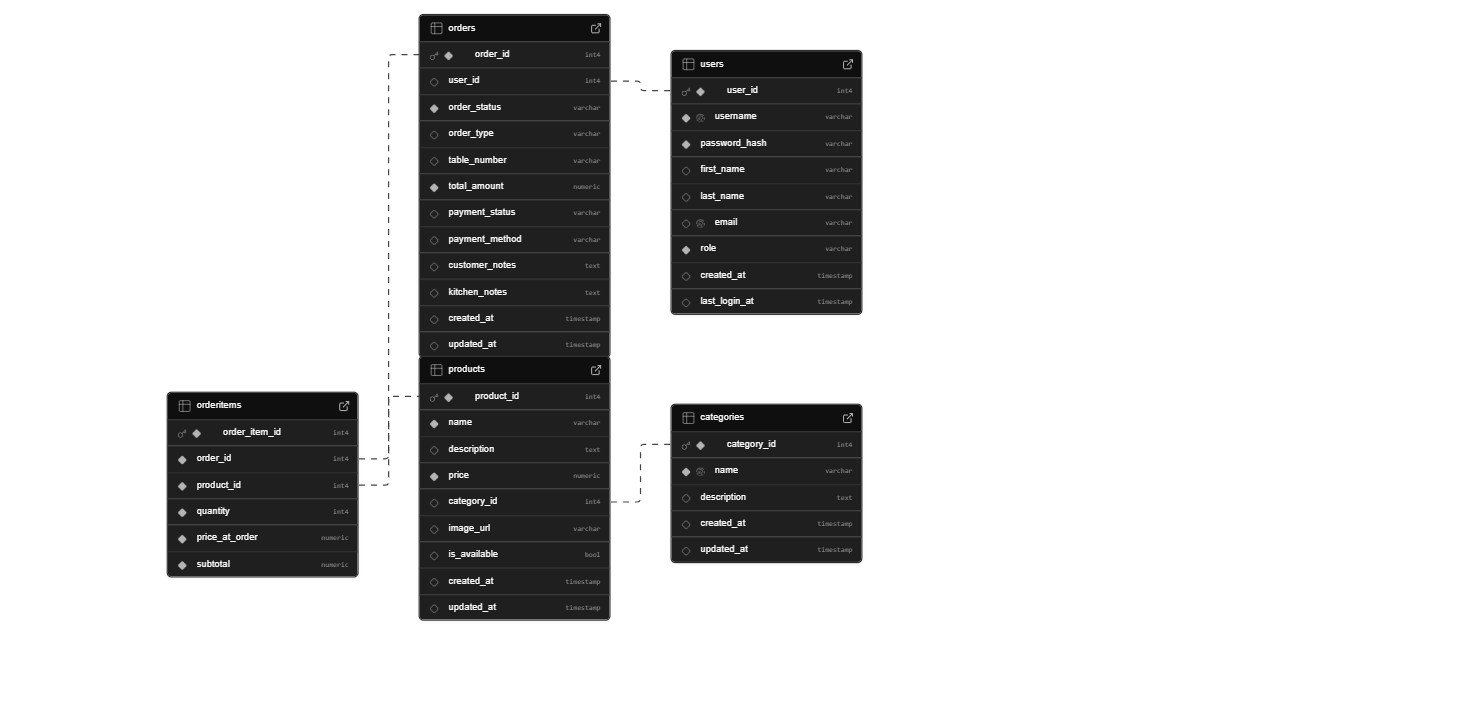 orders
order_id int4
user_id int4
order_status varchar
order_type varchar
table_number varchar
total_amount numeric
payment_status varchar
payment_method varchar
customer_notes text
kitchen_notes text
created_at timestamp
updated_at timestamp
users
user_id int4
username varchar
password_hash varchar
first_name varchar
last_name varchar
email varchar
role varchar
created_at timestamp
last_login_at timestamp
orderitems
order_item_id int4
order_id int4
product_id int4
quantity int4
price_at_order numeric
subtotal numeric
products
product_id int4
name varchar
description text
price numeric
category_id int4
image_url varchar
is_available bool
created_at timestamp
updated_at timestamp
categories
category_id int4
name varchar
description text
created_at timestamp
updated_at timestamp